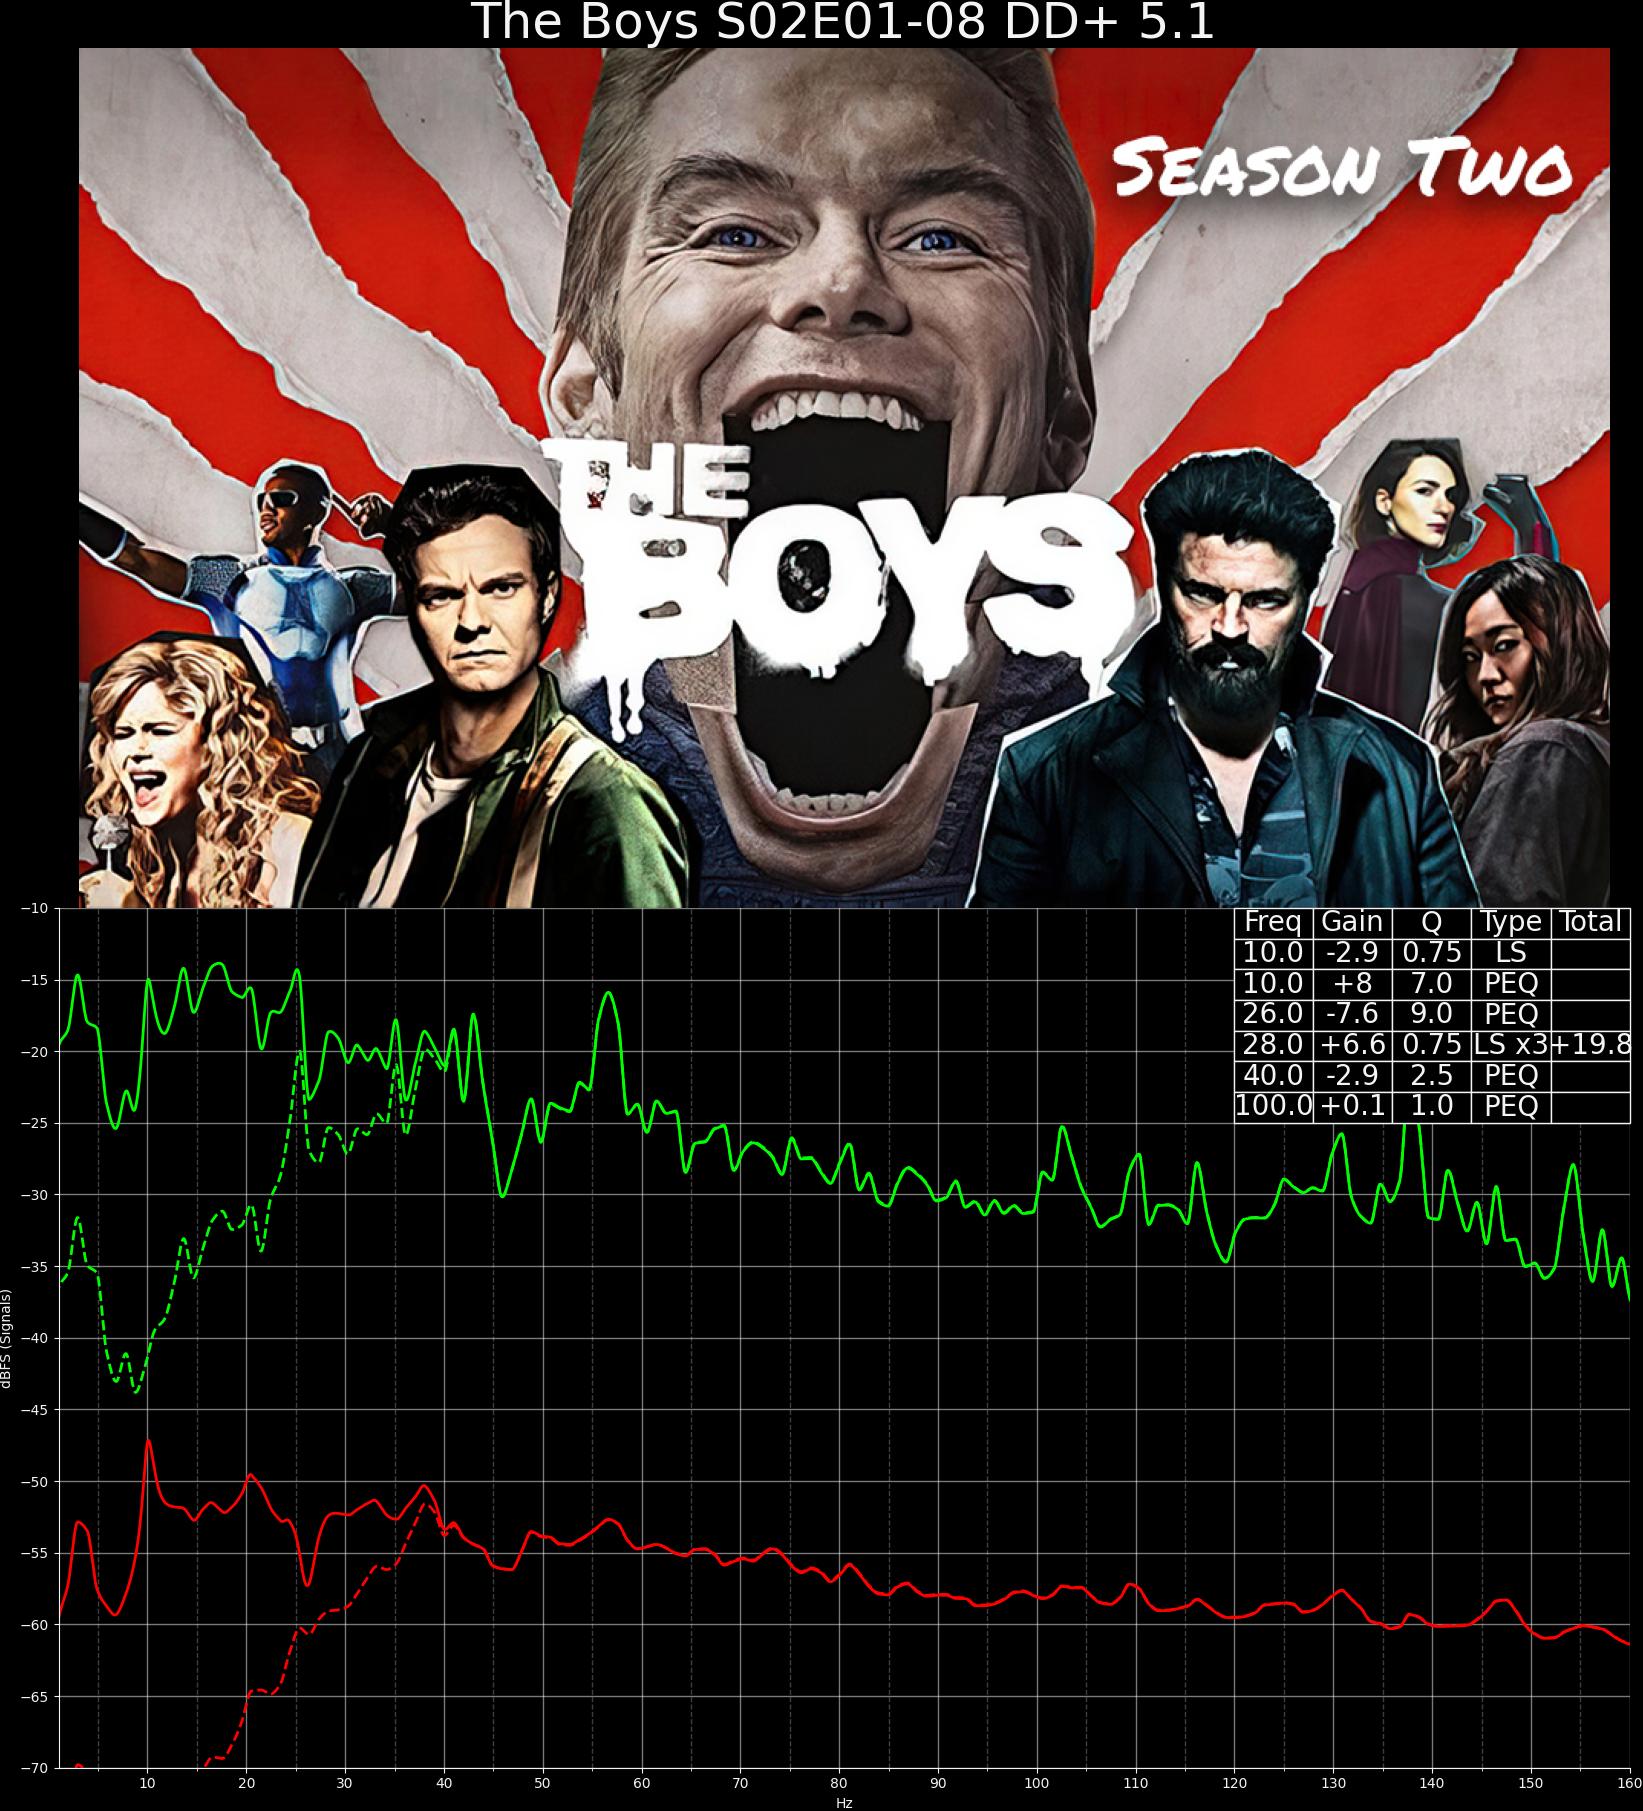 The Boys S02E01-08 DD+ 5.1
SEASON TWO
THE
BOYS
Freq Gain Q Type Total
10.0 -2.9 0.75 LS
10.0 +8 7.0 PEQ
26.0 -7.6 9.0 PEQ
28.0 +6.6 0.75 LS x3 +19.8
40.0 -2.9 2.5 PEQ
100.0 +0.1 1.0 PEQ
−10
−15
−20
−25
−30
−35
−40
−45
−50
−55
−60
−65
−70
dBFS (Signals)
10 20 30 40 50 60 70 80 90 100 110 120 130 140 150 160
Hz